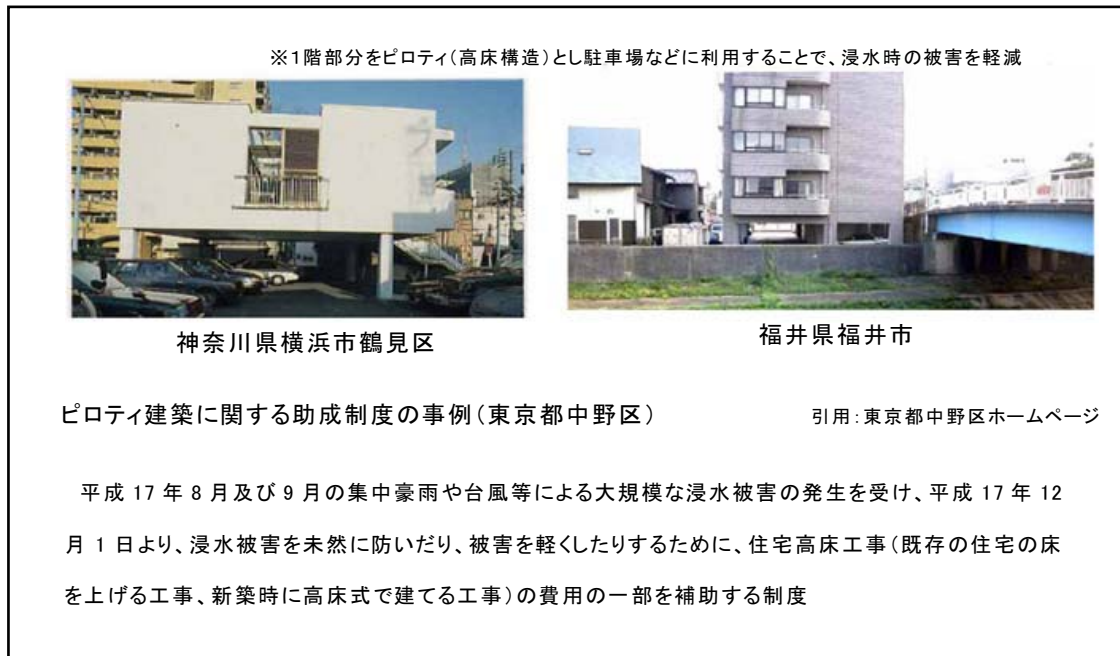 ※1階部分をピロティ(高床構造)とし駐車場などに利用することで、浸水時の被害を軽減
神奈川県横浜市鶴見区
福井県福井市
ピロティ建築に関する助成制度の事例(東京都中野区)
引用:東京都中野区ホームページ
平成 17 年 8 月及び 9 月の集中豪雨や台風等による大規模な浸水被害の発生を受け、平成 17 年 12
月 1 日より、浸水被害を未然に防いだり、被害を軽くしたりするために、住宅高床工事(既存の住宅の床
を上げる工事、新築時に高床式で建てる工事)の費用の一部を補助する制度